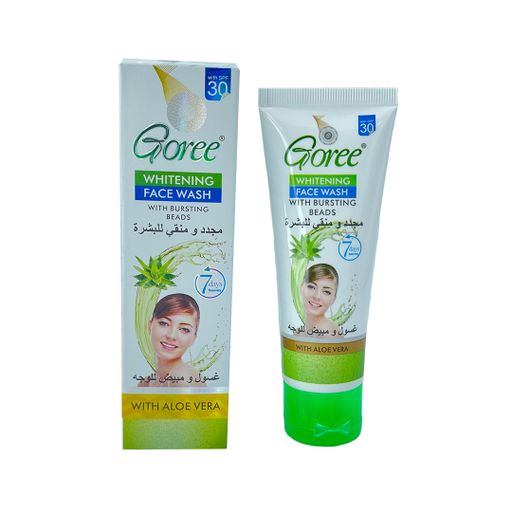 with SPF
30
Goree®
WHITENING
FACE WASH
WITH BURSTING
BEADS
مجدد و منقي للبشرة
7
days
غسول و مبيض للوجه
WITH ALOE VERA
with SPF
30
Goree®
WHITENING
FACE WASH
WITH BURSTING
BEADS
مجدد و منقي للبشرة
7
days
غسول و مبيض للوجه
WITH ALOE VERA